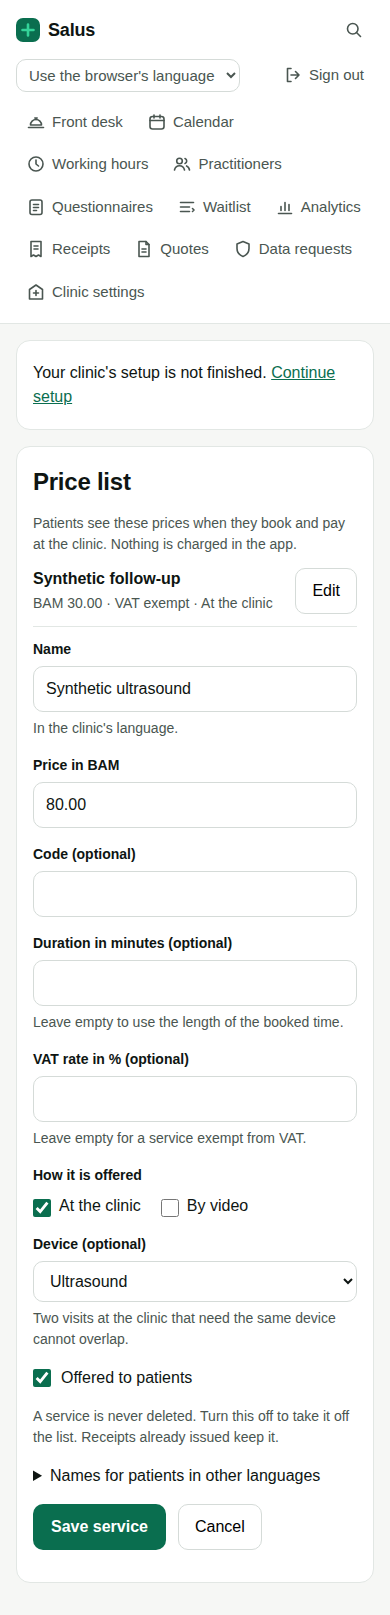 Salus
Use the browser's language
Sign out
Front desk
Calendar
Working hours
Practitioners
Questionnaires
Waitlist
Analytics
Receipts
Quotes
Data requests
Clinic settings
Your clinic's setup is not finished. Continue
setup
Price list
Patients see these prices when they book and pay
at the clinic. Nothing is charged in the app.
Synthetic follow-up
BAM 30.00 · VAT exempt · At the clinic
Edit
Name
Synthetic ultrasound
In the clinic's language.
Price in BAM
80.00
Code (optional)
Duration in minutes (optional)
Leave empty to use the length of the booked time.
VAT rate in % (optional)
Leave empty for a service exempt from VAT.
How it is offered
At the clinic
By video
Device (optional)
Ultrasound
Two visits at the clinic that need the same device
cannot overlap.
Offered to patients
A service is never deleted. Turn this off to take it off
the list. Receipts already issued keep it.
Names for patients in other languages
Save service
Cancel